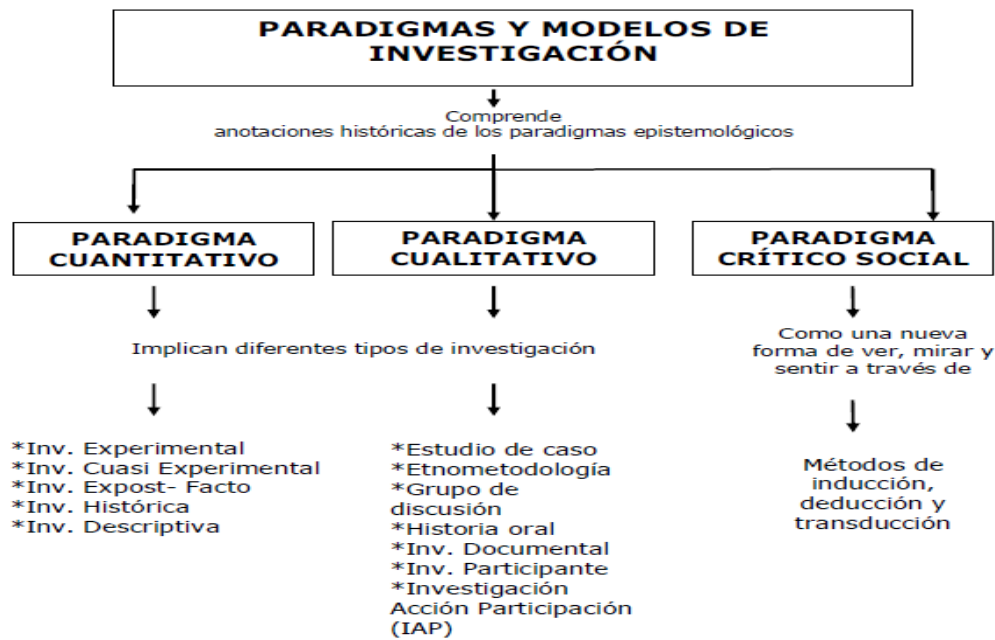 PARADIGMAS Y MODELOS DE
INVESTIGACIÓN
Comprende
anotaciones históricas de los paradigmas epistemológicos
PARADIGMA
CUANTITATIVO
PARADIGMA
CUALITATIVO
PARADIGMA
CRÍTICO SOCIAL
Implican diferentes tipos de investigación
Como una nueva
forma de ver, mirar y
sentir a través de
*Inv. Experimental
*Inv. Cuasi Experimental
*Inv. Expost- Facto
*Inv. Histórica
*Inv. Descriptiva
*Estudio de caso
*Etnometodología
*Grupo de
discusión
*Historia oral
*Inv. Documental
*Inv. Participante
*Investigación
Acción Participación
(IAP)
Métodos de
inducción,
deducción y
transducción